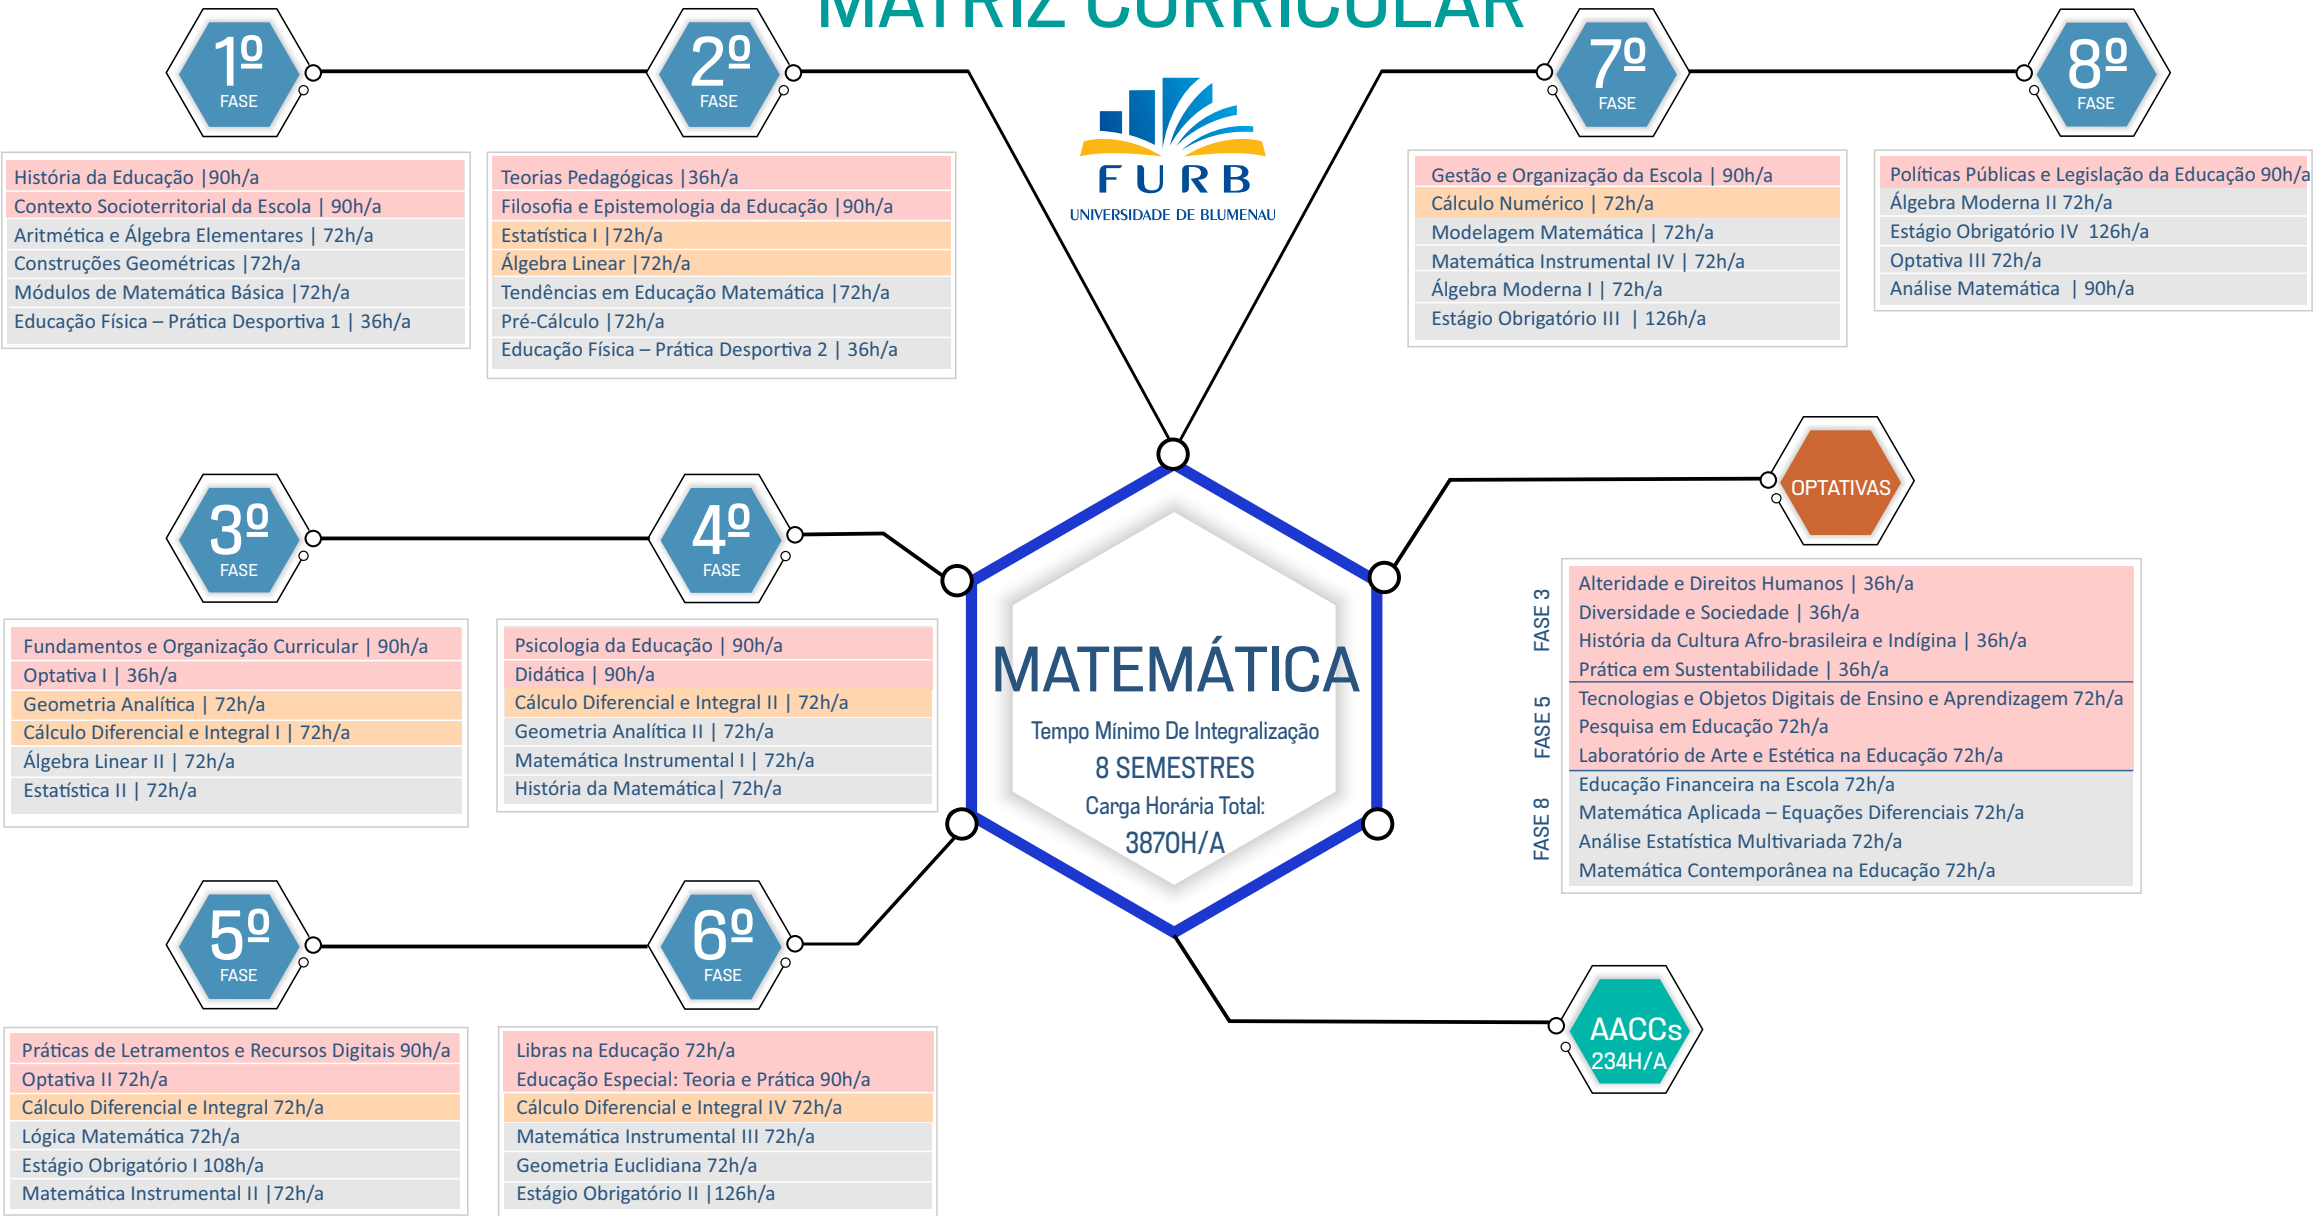 MATRIZ CURRICULAR
1º
FASE
História da Educação |90h/a
Contexto Socioterritorial da Escola | 90h/a
Aritmética e Álgebra Elementares | 72h/a
Construções Geométricas |72h/a
Módulos de Matemática Básica |72h/a
Educação Física – Prática Desportiva 1 | 36h/a
2º
FASE
Teorias Pedagógicas |36h/a
Filosofia e Epistemologia da Educação |90h/a
Estatística I |72h/a
Álgebra Linear |72h/a
Tendências em Educação Matemática |72h/a
Pré-Cálculo |72h/a
Educação Física – Prática Desportiva 2 | 36h/a
FURB
UNIVERSIDADE DE BLUMENAU
7º
FASE
Gestão e Organização da Escola | 90h/a
Cálculo Numérico | 72h/a
Modelagem Matemática | 72h/a
Matemática Instrumental IV | 72h/a
Álgebra Moderna I | 72h/a
Estágio Obrigatório III | 126h/a
8º
FASE
Políticas Públicas e Legislação da Educação 90h/a
Álgebra Moderna II 72h/a
Estágio Obrigatório IV 126h/a
Optativa III 72h/a
Análise Matemática | 90h/a
3º
FASE
Fundamentos e Organização Curricular | 90h/a
Optativa I | 36h/a
Geometria Analítica | 72h/a
Cálculo Diferencial e Integral I | 72h/a
Álgebra Linear II | 72h/a
Estatística II | 72h/a
4º
FASE
Psicologia da Educação | 90h/a
Didática | 90h/a
Cálculo Diferencial e Integral II | 72h/a
Geometria Analítica II | 72h/a
Matemática Instrumental I | 72h/a
História da Matemática| 72h/a
MATEMÁTICA
Tempo Mínimo De Integralização
8 SEMESTRES
Carga Horária Total:
3870H/A
OPTATIVAS
FASE 3
Alteridade e Direitos Humanos | 36h/a
Diversidade e Sociedade | 36h/a
História da Cultura Afro-brasileira e Indígina | 36h/a
Prática em Sustentabilidade | 36h/a
FASE 5
Tecnologias e Objetos Digitais de Ensino e Aprendizagem 72h/a
Pesquisa em Educação 72h/a
Laboratório de Arte e Estética na Educação 72h/a
FASE 8
Educação Financeira na Escola 72h/a
Matemática Aplicada – Equações Diferenciais 72h/a
Análise Estatística Multivariada 72h/a
Matemática Contemporânea na Educação 72h/a
5º
FASE
Práticas de Letramentos e Recursos Digitais 90h/a
Optativa II 72h/a
Cálculo Diferencial e Integral 72h/a
Lógica Matemática 72h/a
Estágio Obrigatório I 108h/a
Matemática Instrumental II |72h/a
6º
FASE
Libras na Educação 72h/a
Educação Especial: Teoria e Prática 90h/a
Cálculo Diferencial e Integral IV 72h/a
Matemática Instrumental III 72h/a
Geometria Euclidiana 72h/a
Estágio Obrigatório II |126h/a
AACCs
234H/A